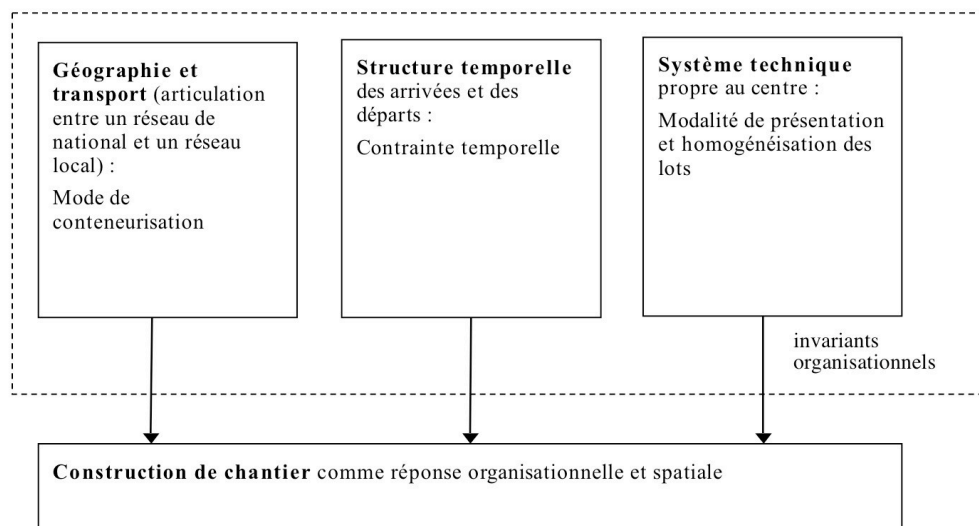 Géographie et
transport (articulation
entre un réseau de
national et un réseau
local) :
Mode de
conteneurisation
Structure temporelle
des arrivées et des
départs :
Contrainte temporelle
Système technique
propre au centre :
Modalité de présentation
et homogénéisation des
lots
invariants
organisationnels
Construction de chantier comme réponse organisationnelle et spatiale